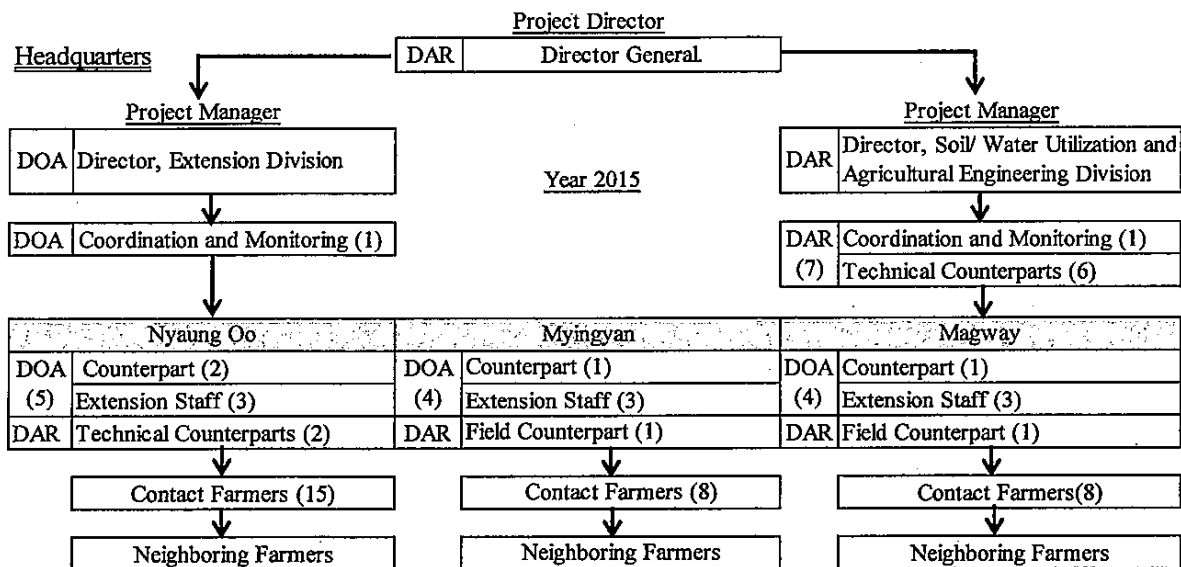 Project Director
Headquarters
DAR Director General
Project Manager
DOA Director, Extension Division
Project Manager
DAR Director, Soil/ Water Utilization and
Agricultural Engineering Division
Year 2015
DOA Coordination and Monitoring (1)
DAR Coordination and Monitoring (1)
(7) Technical Counterparts (6)
Nyaung Oo Myingyan Magway
DOA Counterpart (2) DOA Counterpart (1) DOA Counterpart (1)
(5) Extension Staff (3) (4) Extension Staff (3) (4) Extension Staff (3)
DAR Technical Counterparts (2) DAR Field Counterpart (1) DAR Field Counterpart (1)
Contact Farmers (15) Contact Farmers (8) Contact Farmers(8)
Neighboring Farmers Neighboring Farmers Neighboring Farmers